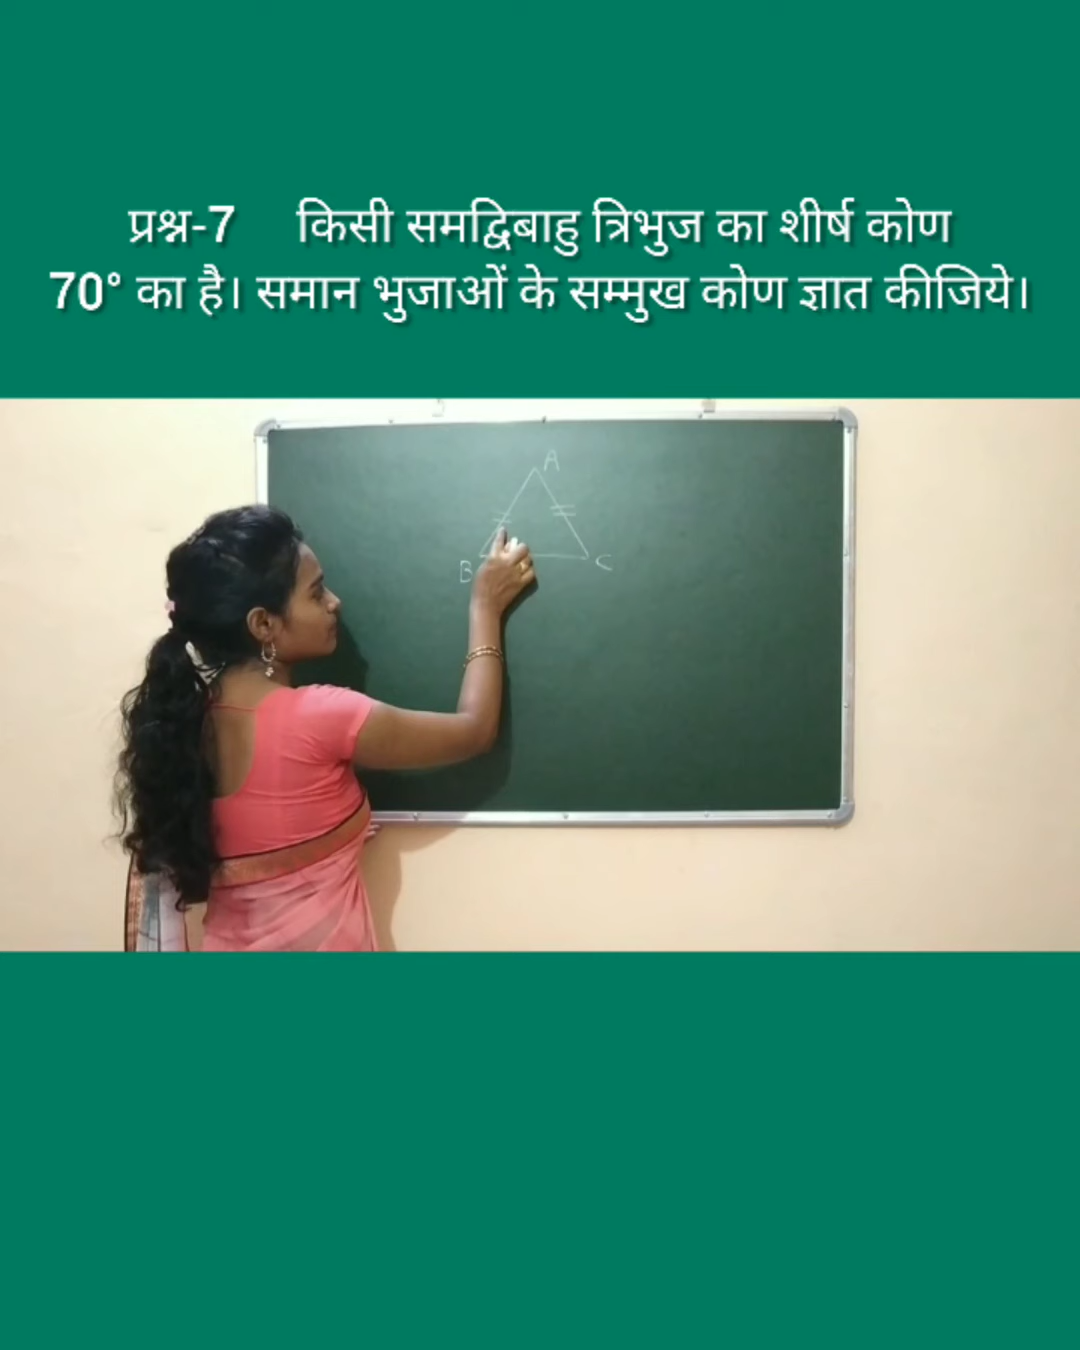 प्रश्न-7 किसी समद्विबाहु त्रिभुज का शीर्ष कोण
70° का है। समान भुजाओं के सम्मुख कोण ज्ञात कीजिये।
A
B
C